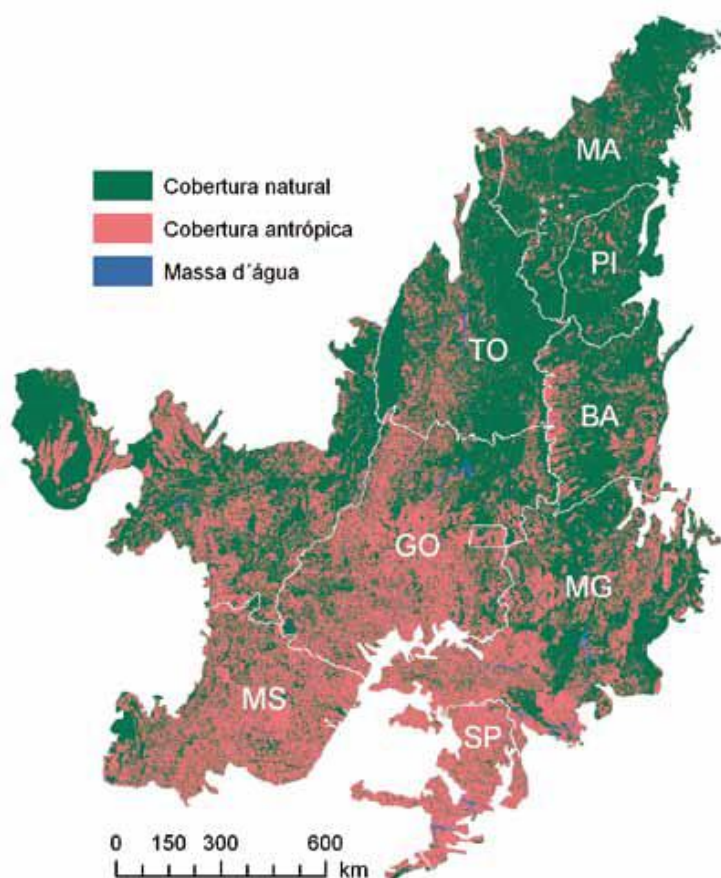 Cobertura natural
Cobertura antrópica
Massa d´água
MA
PI
TO
BA
GO
MG
MS
SP
0 150 300 600
km